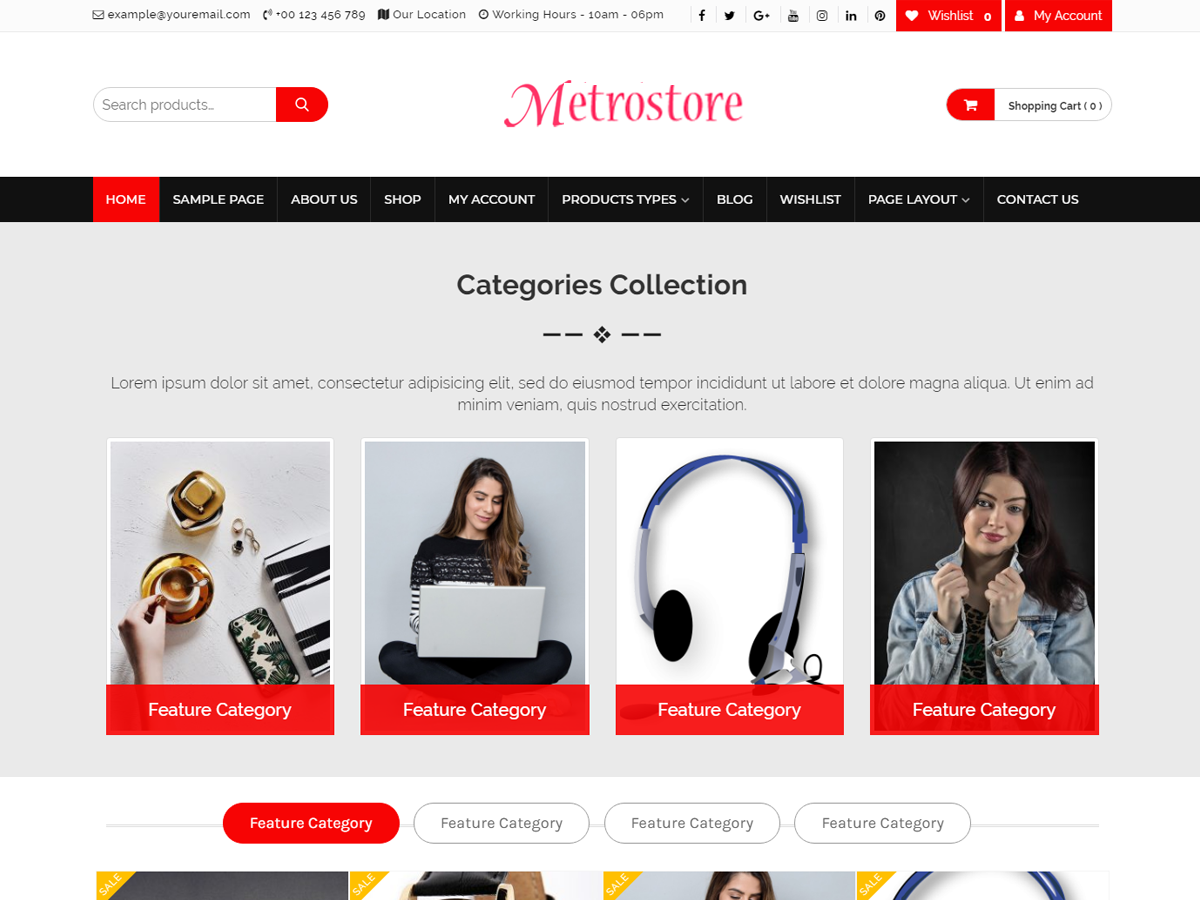 example@youremail.com +00 123 456 789 Our Location Working Hours - 10am - 06pm Wishlist 0 My Account
Search products...
Metrostore
Shopping Cart ( 0 )
HOME SAMPLE PAGE ABOUT US SHOP MY ACCOUNT PRODUCTS TYPES BLOG WISHLIST PAGE LAYOUT CONTACT US
Categories Collection
Lorem ipsum dolor sit amet, consectetur adipisicing elit, sed do eiusmod tempor incididunt ut labore et dolore magna aliqua. Ut enim ad
minim veniam, quis nostrud exercitation.
Feature Category Feature Category Feature Category Feature Category
Feature Category Feature Category Feature Category Feature Category
SALE SALE SALE SALE